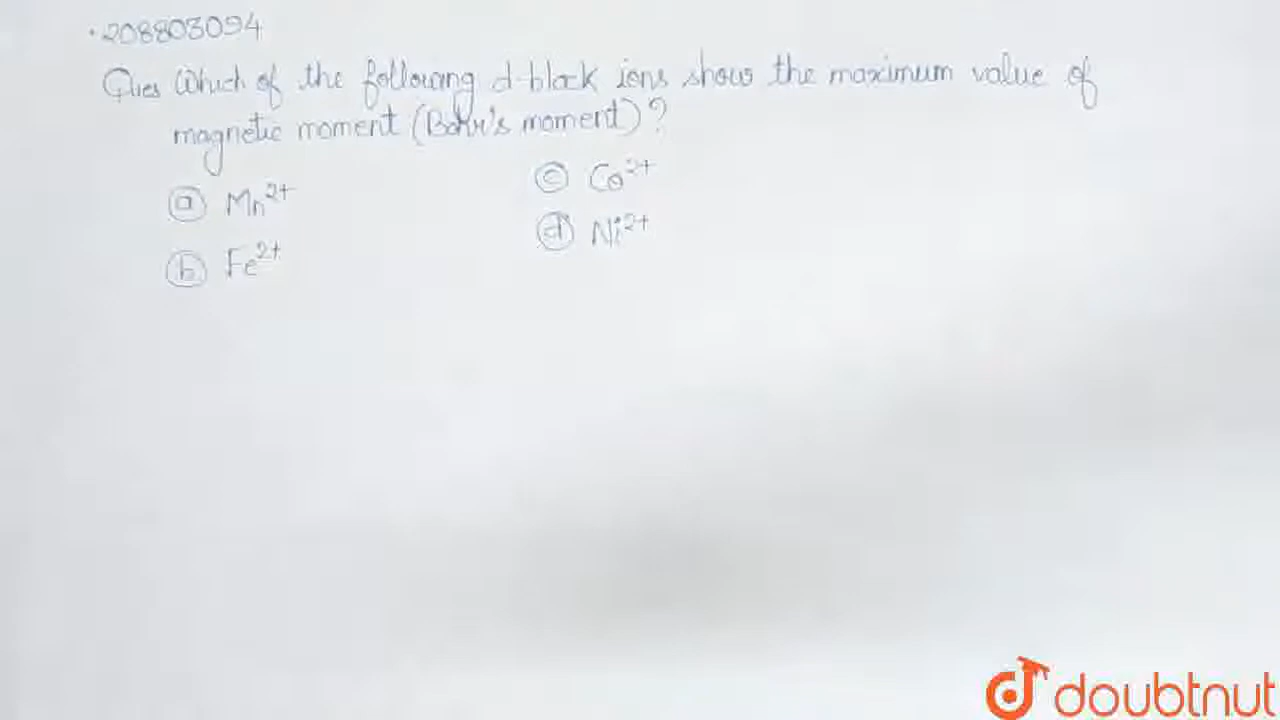 ·208803094
Ques Which of the following d-block ions show the maximum value of
magnetic moment (Bohr's moment)?
(a) Mn²⁺
(c) Co²⁺
(b) Fe²⁺
(d) Ni²⁺
doubtnut